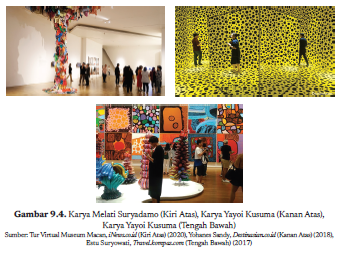 Gambar 9.4. Karya Melati Suryadamo (Kiri Atas), Karya Yayoi Kusuma (Kanan Atas),
Karya Yayoi Kusuma (Tengah Bawah)
Sumber: Tur Virtual Museum Macan, iNews.co.id (Kiri Atas) (2020), Yohanes Sandy, Destinasian.co.id (Kanan Atas) (2018),
Estu Suryowati, Travel.kompas.com (Tengah Bawah) (2017)